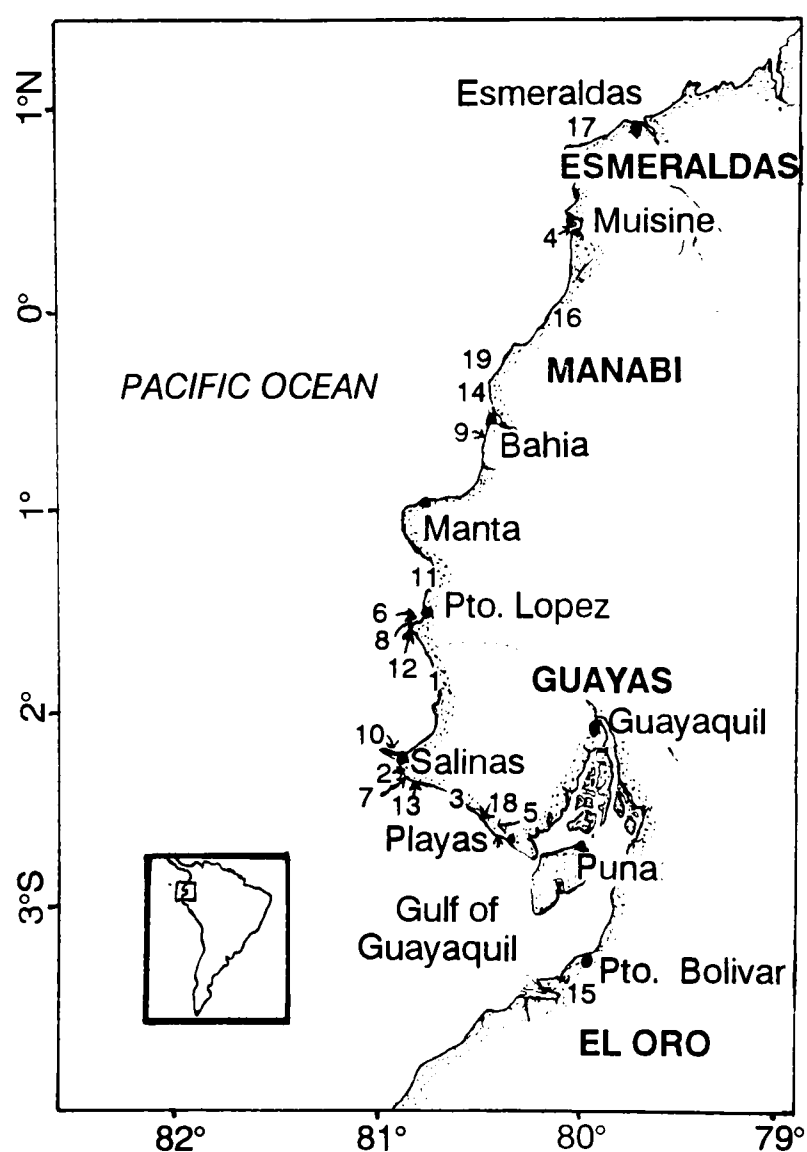 Esmeraldas
1°N
17
ESMERALDAS
Muisine
4
0°
16
19
MANABI
PACIFIC OCEAN
14
9
Bahia
1°
Manta
11
6
Pto. Lopez
8
12
1
GUAYAS
2°
Guayaquil
10
Salinas
2
7
13
3
18
5
Playas
Puna
3°S
Gulf of
Guayaquil
Pto. Bolivar
15
EL ORO
82°
81°
80°
79°